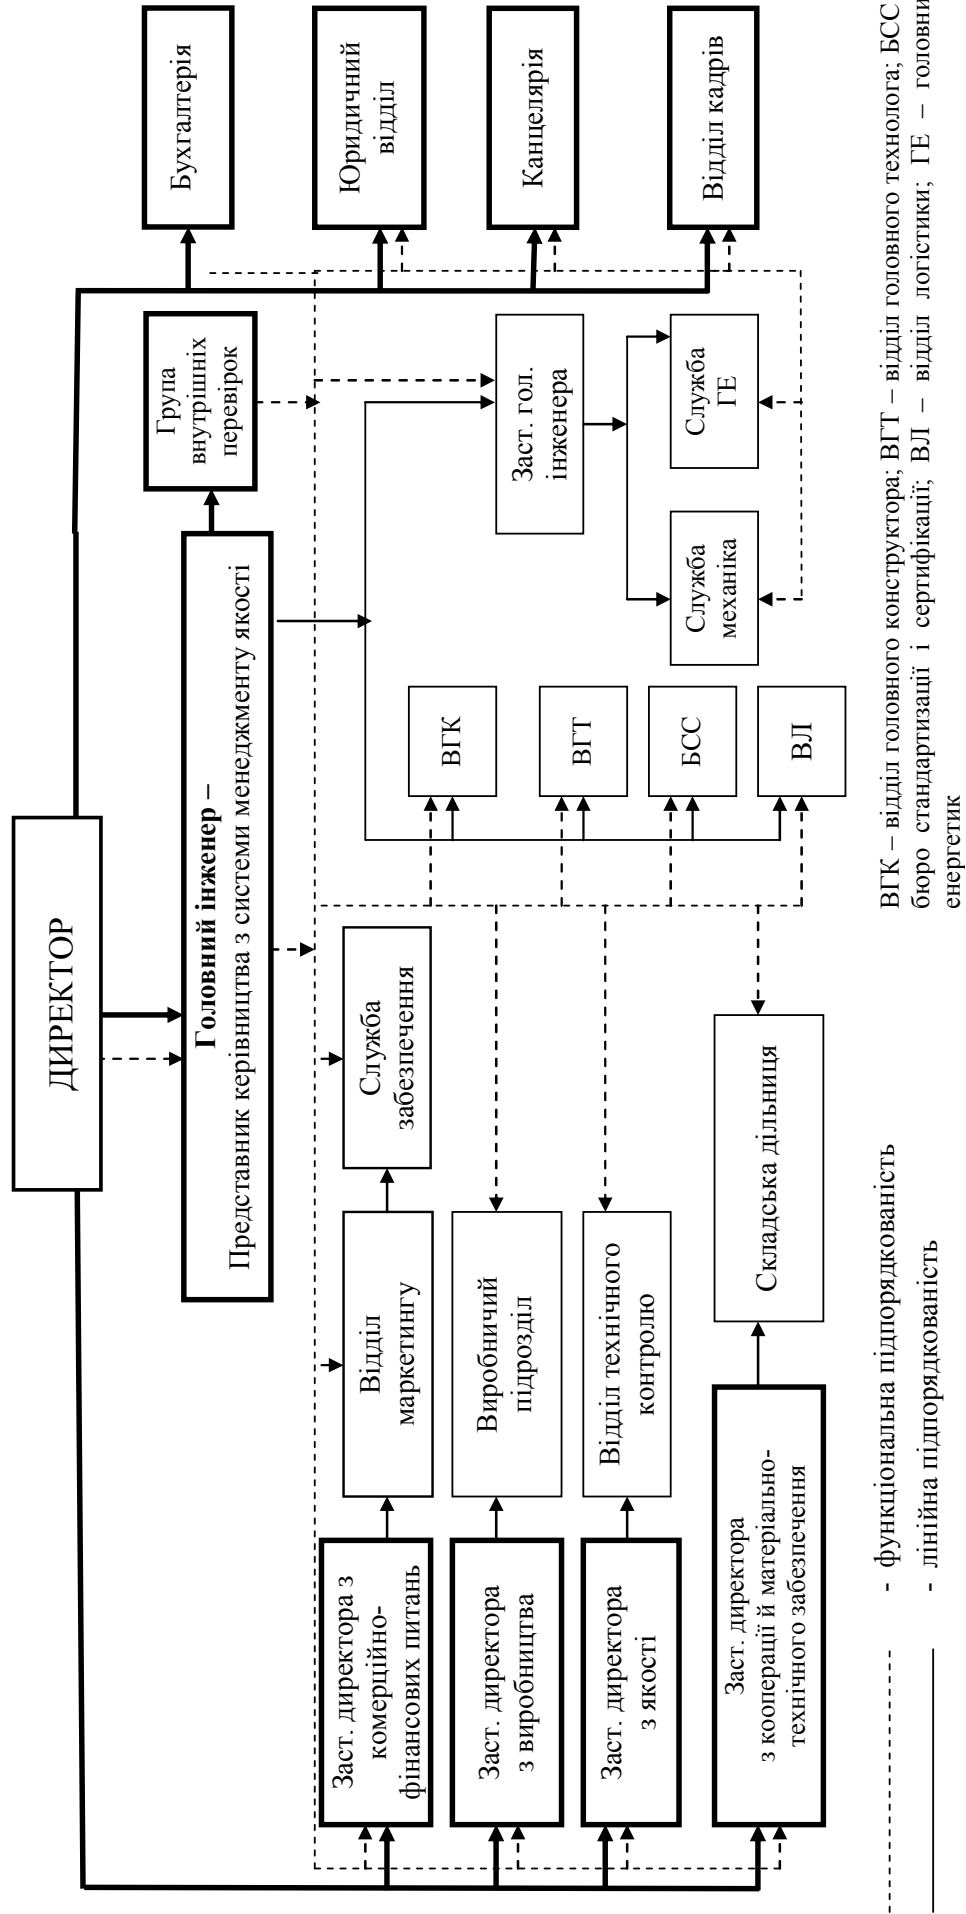 ДИРЕКТОР
Головний інженер –
Представник керівництва з системи менеджменту якості
Група
внутрішніх
перевірок
Бухгалтерія
Юридичний
відділ
Канцелярія
Відділ кадрів
Заст. директора з
комерційно-
фінансових питань
Відділ
маркетингу
Служба
забезпечення
Заст. директора
з виробництва
Виробничий
підрозділ
Заст. директора
з якості
Відділ технічного
контролю
Заст. директора
з кооперації й матеріально-
технічного забезпечення
Складська дільниця
ВГК
ВГТ
БСС
ВЛ
Заст. гол.
інженера
Служба
механіка
Служба
ГЕ
- функціональна підпорядкованість
- лінійна підпорядкованість
ВГК – відділ головного конструктора; ВГТ – відділ головного технолога; БСС
бюро стандартизації і сертифікації; ВЛ – відділ логістики; ГЕ – головни
енергетик